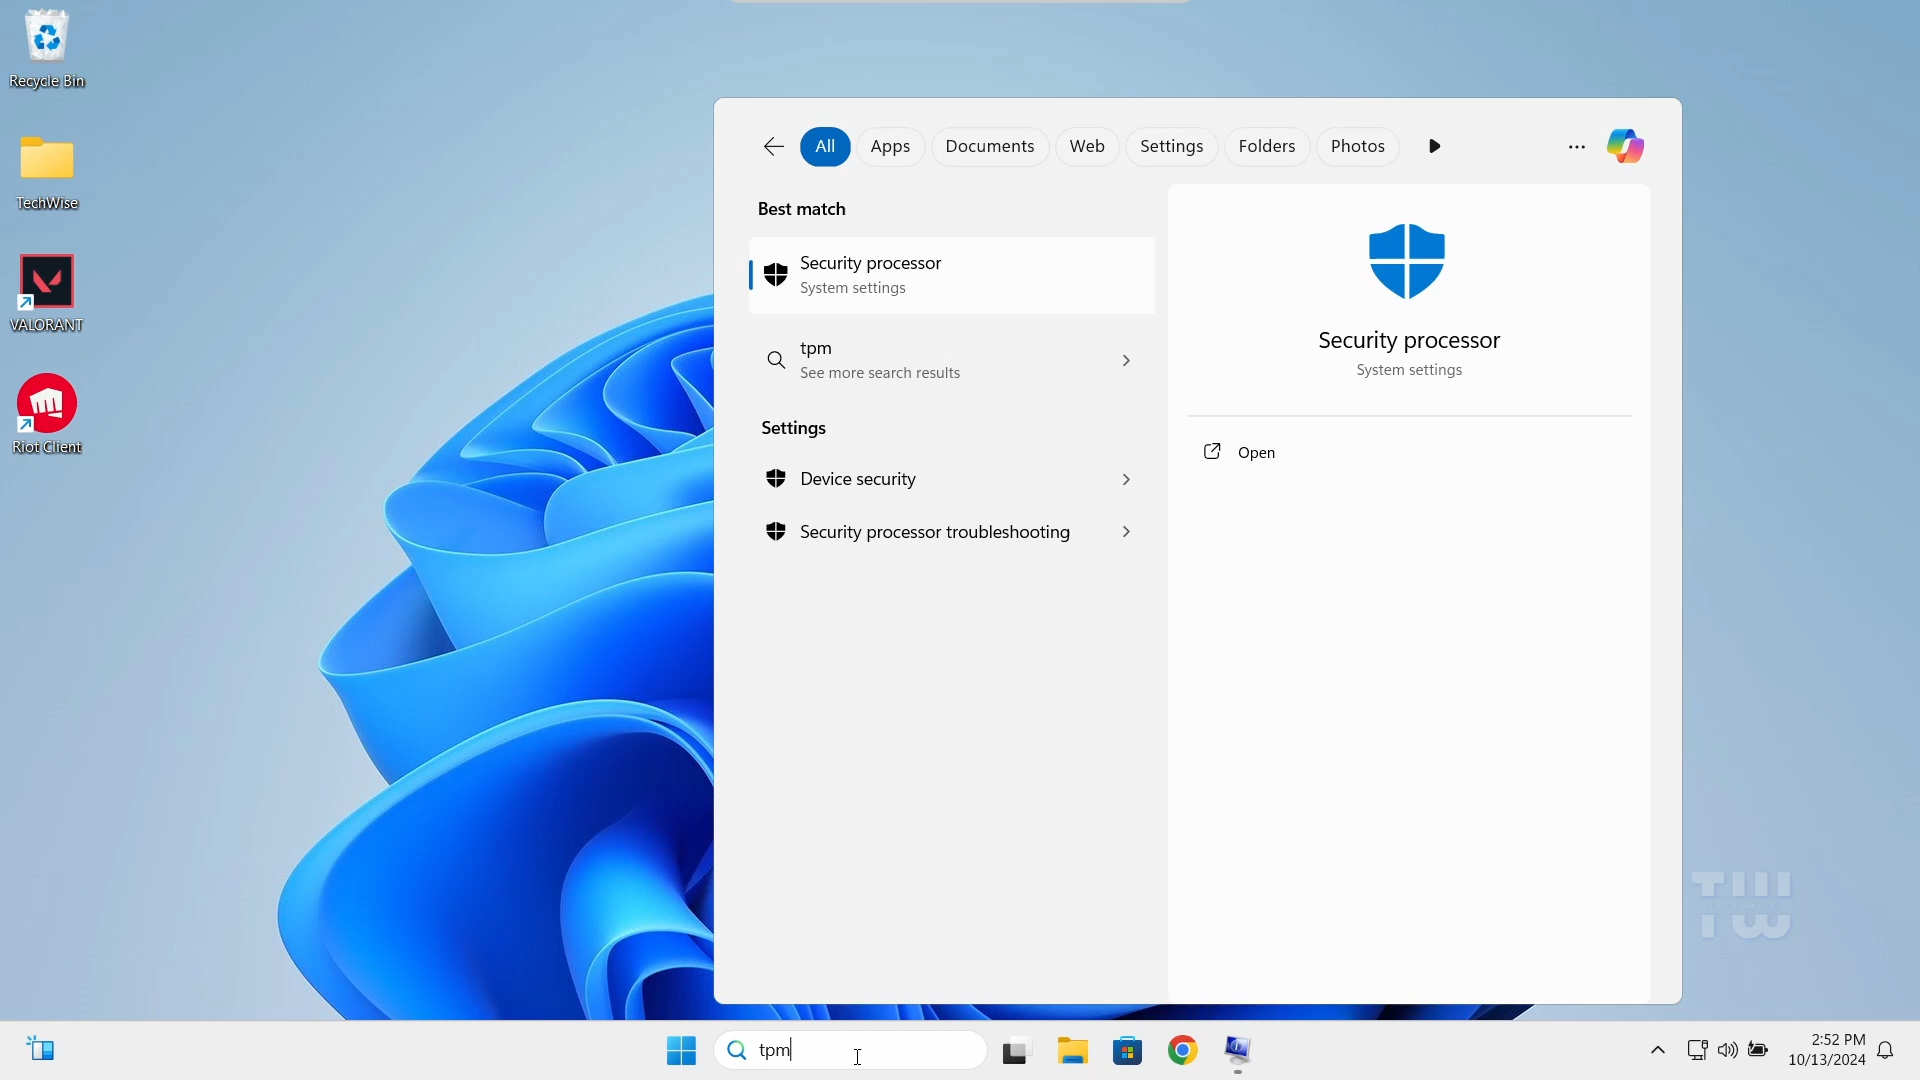 Recycle Bin
TechWise
VALORANT
Riot Client
All
Apps
Documents
Web
Settings
Folders
Photos
Best match
Security processor
System settings
tpm
See more search results
Settings
Device security
Security processor troubleshooting
Security processor
System settings
Open
TW
tpm
2:52 PM
10/13/2024